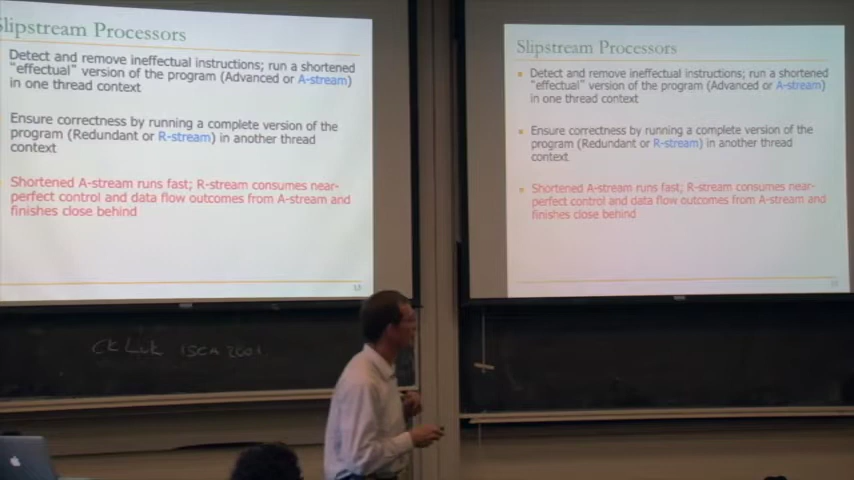 Slipstream Processors
Detect and remove ineffectual instructions; run a shortened
"effectual" version of the program (Advanced or A-stream)
in one thread context
Ensure correctness by running a complete version of the
program (Redundant or R-stream) in another thread
context
Shortened A-stream runs fast; R-stream consumes near-
perfect control and data flow outcomes from A-stream and
finishes close behind
Slipstream Processors
Detect and remove ineffectual instructions; run a shortened
"effectual" version of the program (Advanced or A-stream)
in one thread context
Ensure correctness by running a complete version of the
program (Redundant or R-stream) in another thread
context
Shortened A-stream runs fast; R-stream consumes near-
perfect control and data flow outcomes from A-stream and
finishes close behind
CK Luk ISCA 2001